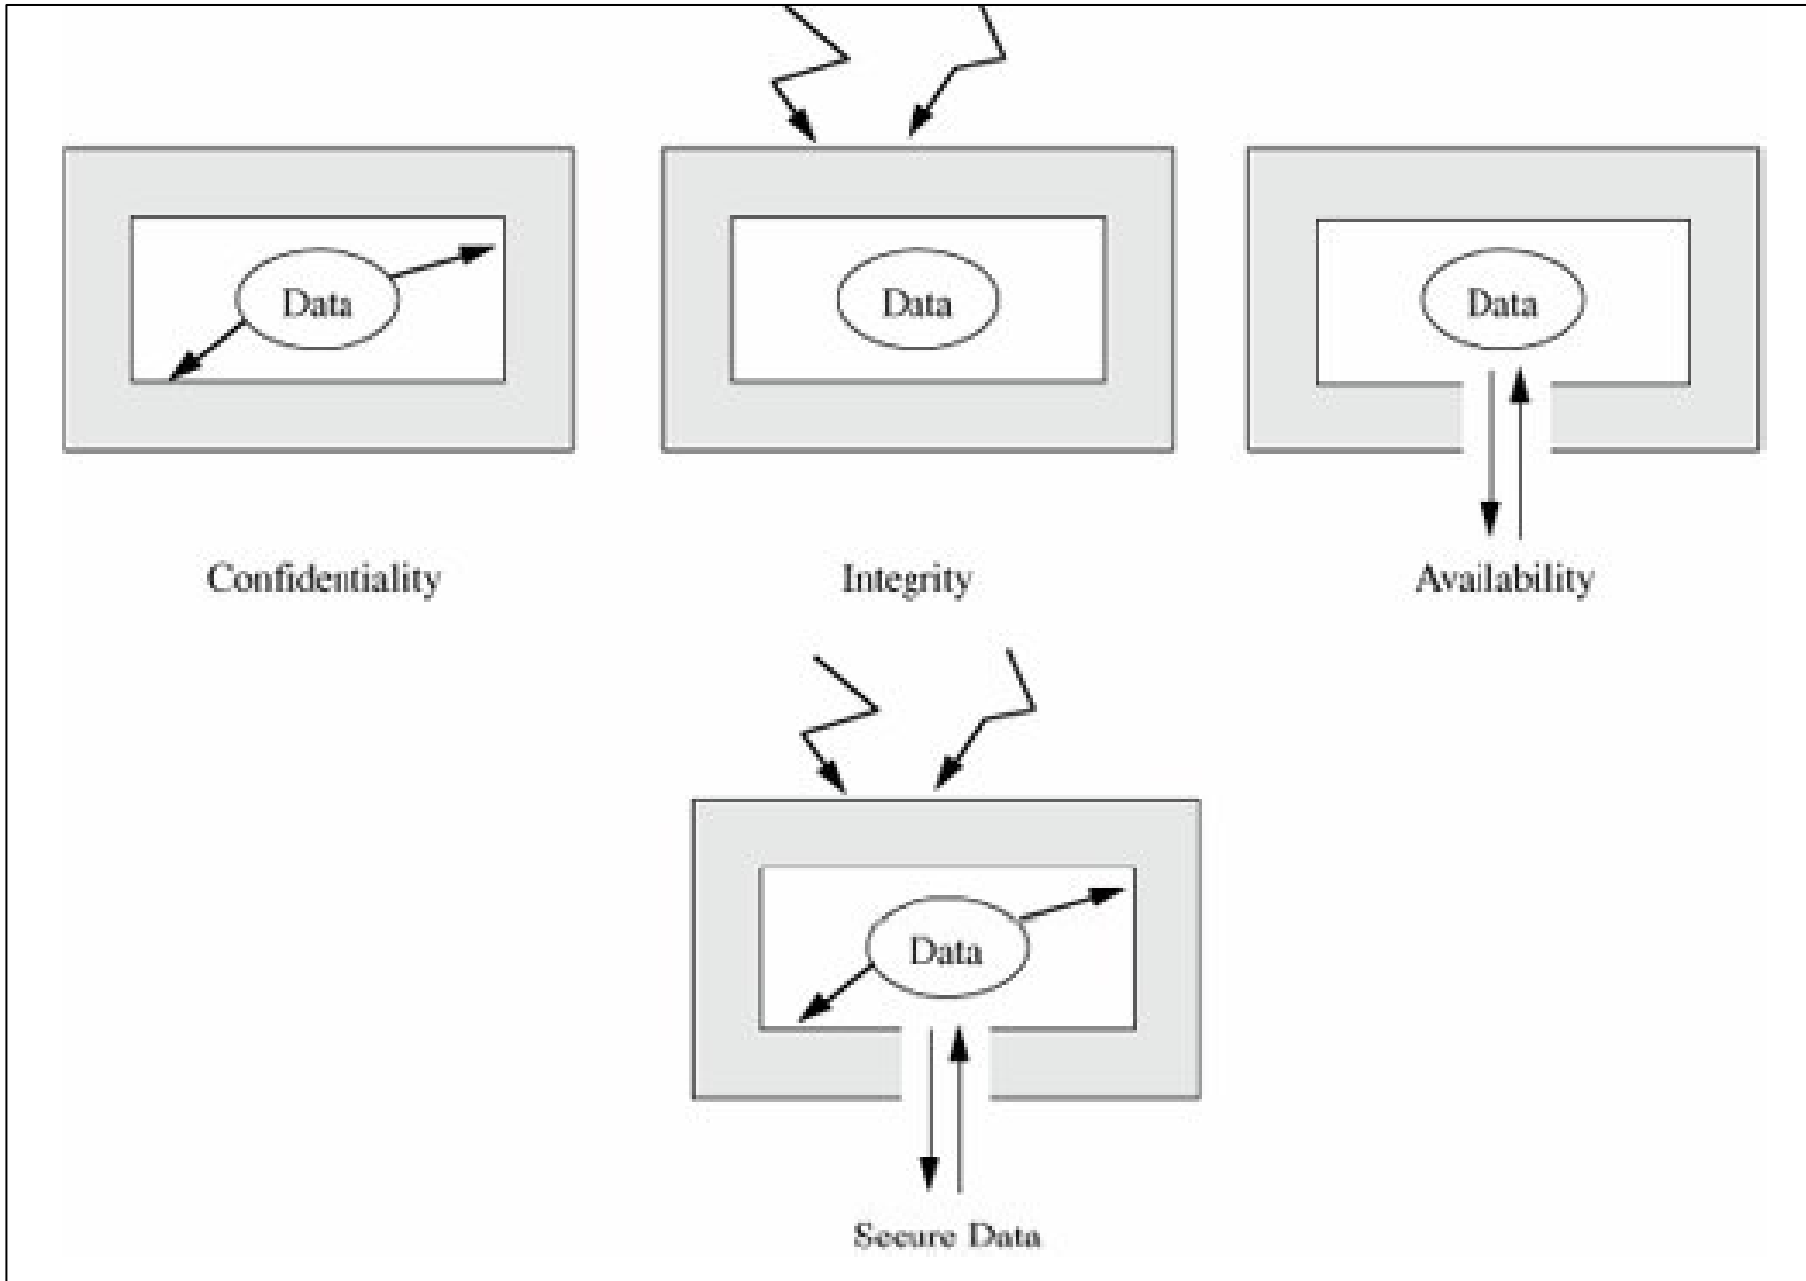 Data
Data
Data
Confidentiality
Integrity
Availability
Data
Secure Data